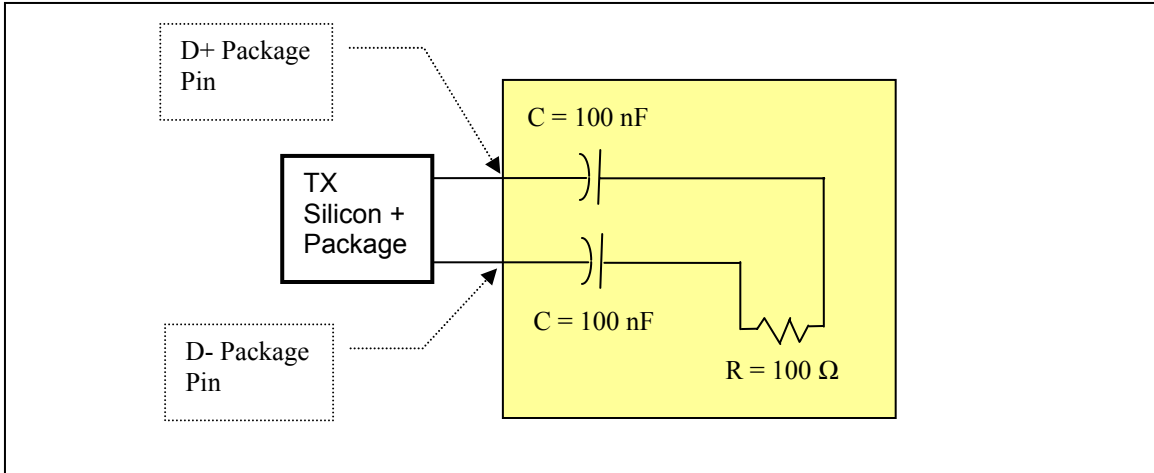 D+ Package
Pin
C = 100 nF
TX
Silicon +
Package
C = 100 nF
D- Package
Pin
R = 100 Ω